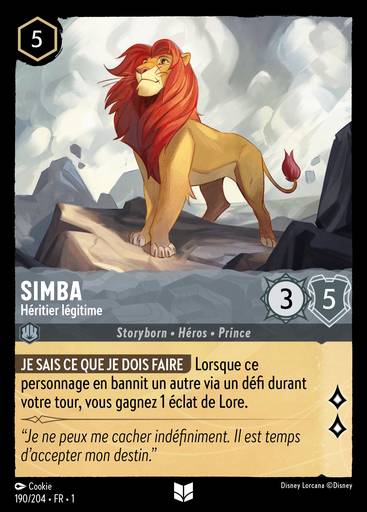 5
SIMBA
Héritier légitime
3
5
Storyborn • Héros • Prince
JE SAIS CE QUE JE DOIS FAIRE Lorsque ce
personnage en bannit un autre via un défi durant
votre tour, vous gagnez 1 éclat de Lore.
“Je ne peux me cacher indéfiniment. Il est temps
d’accepter mon destin.”
Cookie
190/204 • FR • 1
Disney Lorcana ©Disney